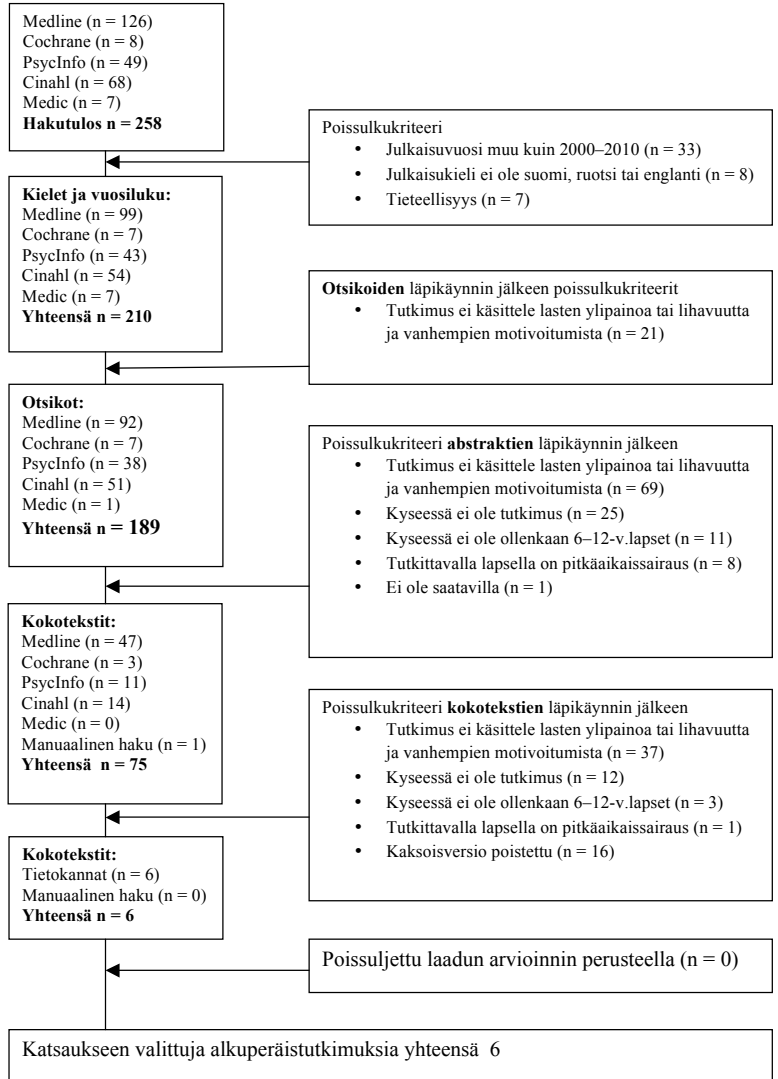 Medline (n = 126)
Cochrane (n = 8)
PsycInfo (n = 49)
Cinahl (n = 68)
Medic (n = 7)
Hakutulos n = 258
Poissulkukriteeri
• Julkaisuvuosi muu kuin 2000–2010 (n = 33)
• Julkaisukieli ei ole suomi, ruotsi tai englanti (n = 8)
• Tieteellisyys (n = 7)
Kielet ja vuosiluku:
Medline (n = 99)
Cochrane (n = 7)
PsycInfo (n = 43)
Cinahl (n = 54)
Medic (n = 7)
Yhteensä n = 210
Otsikoiden läpikäynnin jälkeen poissulkukriteerit
• Tutkimus ei käsittele lasten ylipainoa tai lihavuutta
ja vanhempien motivoitumista (n = 21)
Otsikot:
Medline (n = 92)
Cochrane (n = 7)
PsycInfo (n = 38)
Cinahl (n = 51)
Medic (n = 1)
Yhteensä n = 189
Poissulkukriteeri abstraktien läpikäynnin jälkeen
• Tutkimus ei käsittele lasten ylipainoa tai lihavuutta
ja vanhempien motivoitumista (n = 69)
• Kyseessä ei ole tutkimus (n = 25)
• Kyseessä ei ole ollenkaan 6–12-v.lapset (n = 11)
• Tutkittavalla lapsella on pitkäaikaissairaus (n = 8)
• Ei ole saatavilla (n = 1)
Kokotekstit:
Medline (n = 47)
Cochrane (n = 3)
PsycInfo (n = 11)
Cinahl (n = 14)
Medic (n = 0)
Manuaalinen haku (n = 1)
Yhteensä n = 75
Poissulkukriteeri kokotekstien läpikäynnin jälkeen
• Tutkimus ei käsittele lasten ylipainoa tai lihavuutta
ja vanhempien motivoitumista (n = 37)
• Kyseessä ei ole tutkimus (n = 12)
• Kyseessä ei ole ollenkaan 6–12-v.lapset (n = 3)
• Tutkittavalla lapsella on pitkäaikaissairaus (n = 1)
• Kaksoisversio poistettu (n = 16)
Kokotekstit:
Tietokannat (n = 6)
Manuaalinen haku (n = 0)
Yhteensä n = 6
Poissuljettu laadun arvioinnin perusteella (n = 0)
Katsaukseen valittuja alkuperäistutkimuksia yhteensä 6